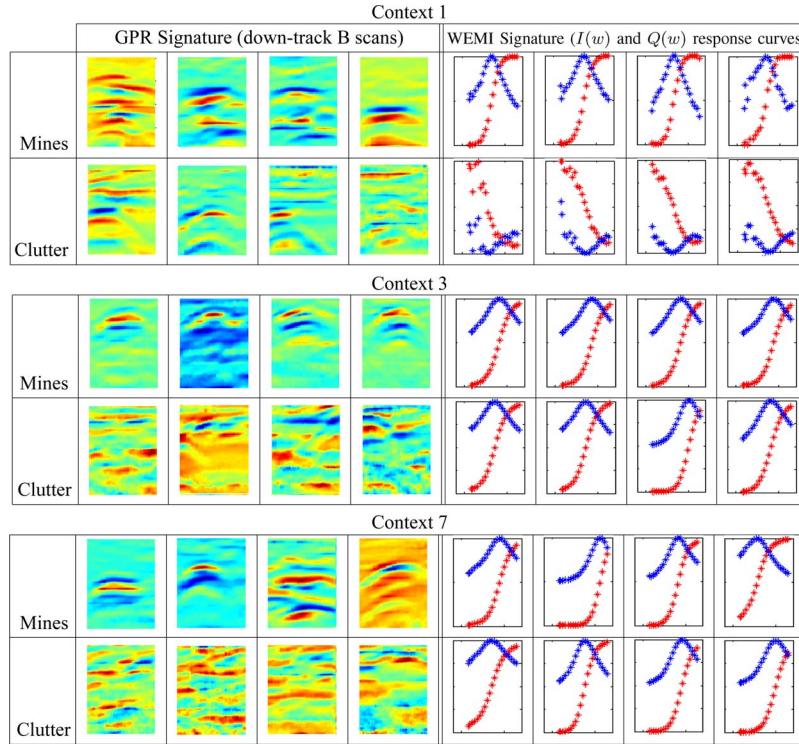 Context 1
GPR Signature (down-track B scans) WEMI Signature (I(w) and Q(w) response curves
Mines
Clutter
Context 3
Mines
Clutter
Context 7
Mines
Clutter